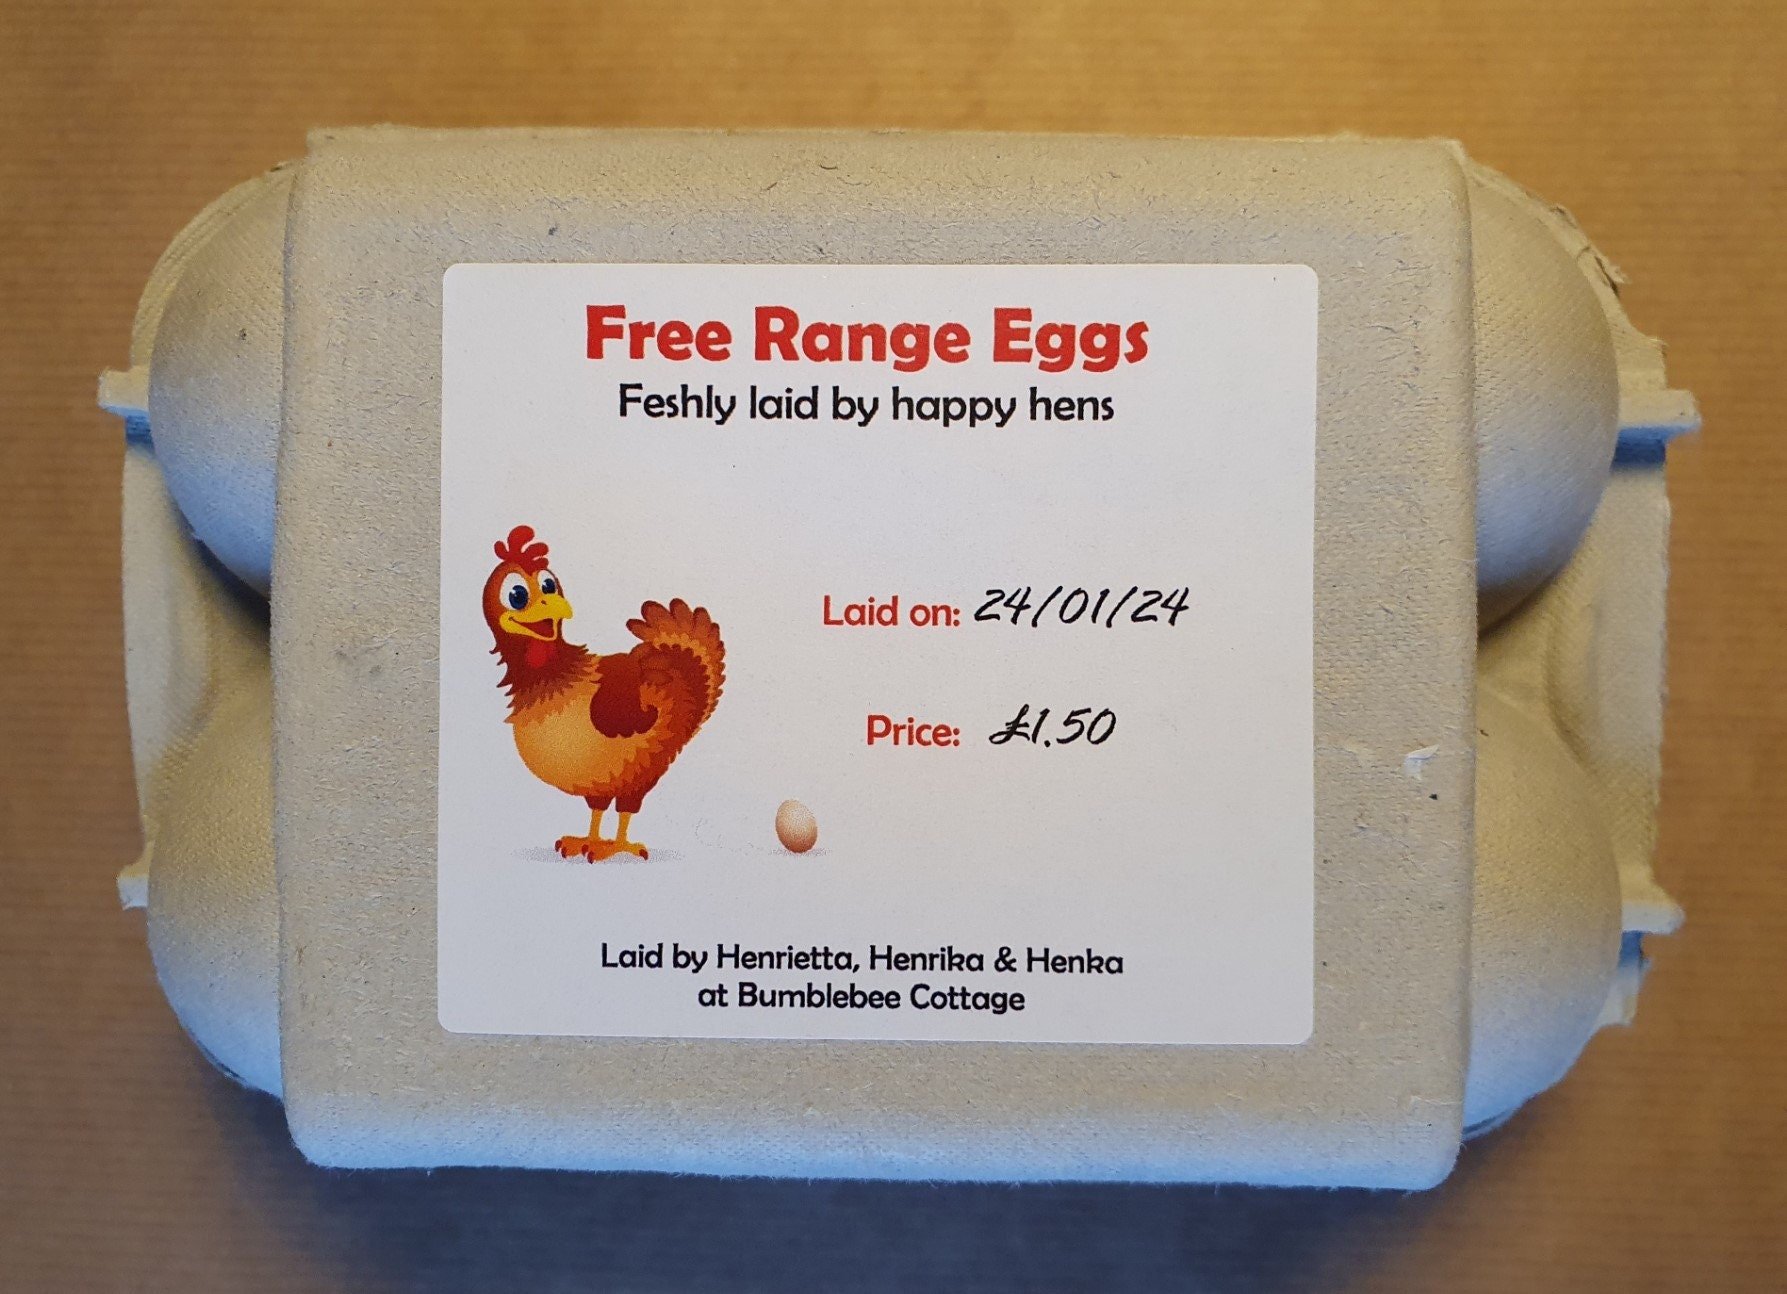 Free Range Eggs
Feshly laid by happy hens
Laid on: 24/01/24
Price: £1.50
Laid by Henrietta, Henrika & Henka
at Bumblebee Cottage